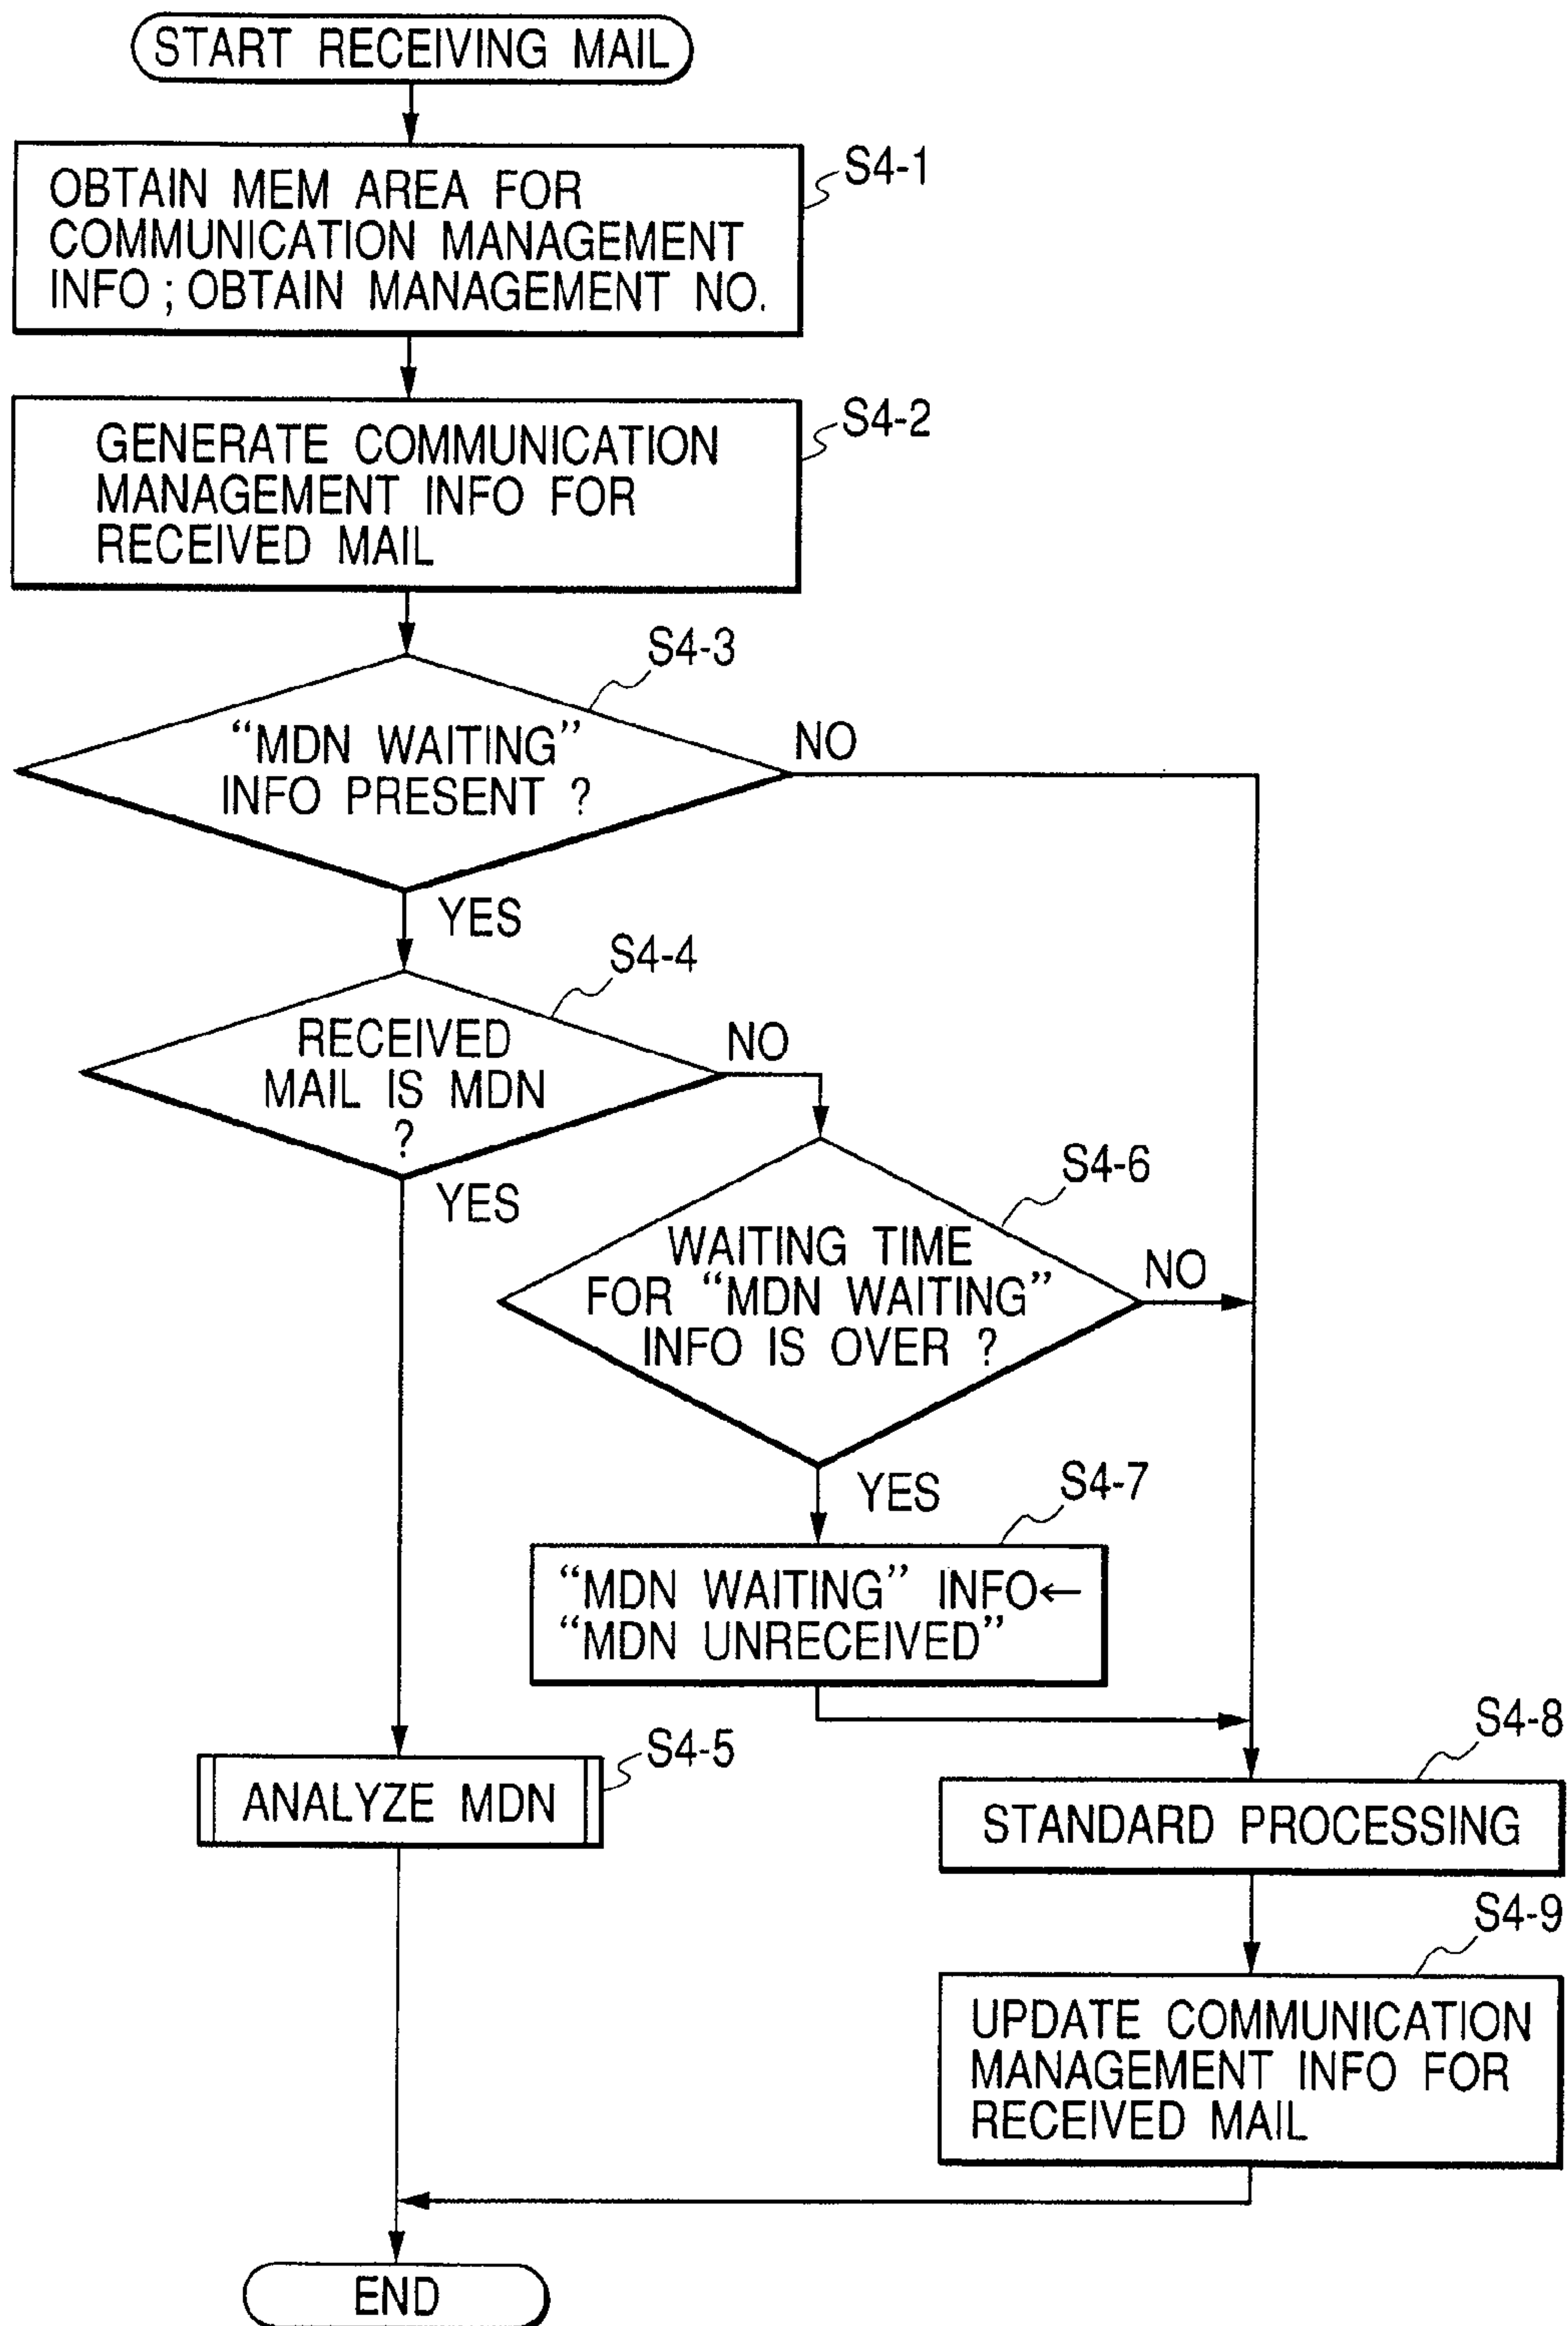 START RECEIVING MAIL
S4-1
OBTAIN MEM AREA FOR
COMMUNICATION MANAGEMENT
INFO ; OBTAIN MANAGEMENT NO.
S4-2
GENERATE COMMUNICATION
MANAGEMENT INFO FOR
RECEIVED MAIL
S4-3
“MDN WAITING”
INFO PRESENT ?
NO
YES
S4-4
RECEIVED
MAIL IS MDN
?
NO
YES
S4-6
WAITING TIME
FOR “MDN WAITING”
INFO IS OVER ?
NO
YES
S4-7
“MDN WAITING” INFO←
“MDN UNRECEIVED”
S4-5
ANALYZE MDN
S4-8
STANDARD PROCESSING
S4-9
UPDATE COMMUNICATION
MANAGEMENT INFO FOR
RECEIVED MAIL
END